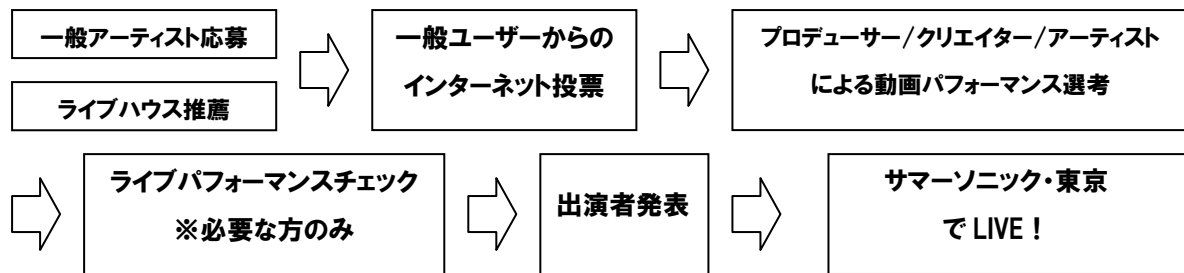 一般アーティスト応募
ライブハウス推薦
一般ユーザーからの
インターネット投票
プロデューサー/クリエイター/アーティスト
による動画パフォーマンス選考
ライブパフォーマンスチェック
※必要な方のみ
出演者発表
サマーソニック・東京
で LIVE！